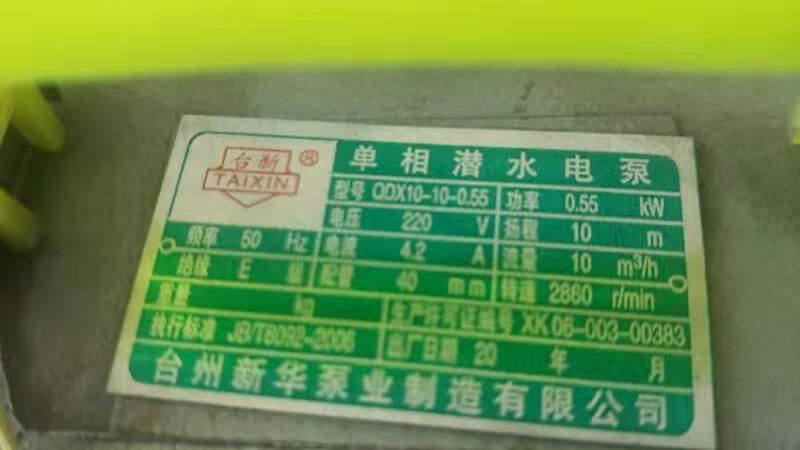 台新 ®
TAIXIN
单相潜水电泵
型号 QDX10-10-0.55 功率 0.55 kW
电压 220 V 扬程 10 m
频率 50 Hz 电流 4.2 A 流量 10 m³/h
绝缘 E 级 配管 40 mm 转速 2860 r/min
重量 kg 生产许可证编号 XK06-003-00383
执行标准 JB/T8092-2006 出厂日期 20 年 月
台州新华泵业制造有限公司